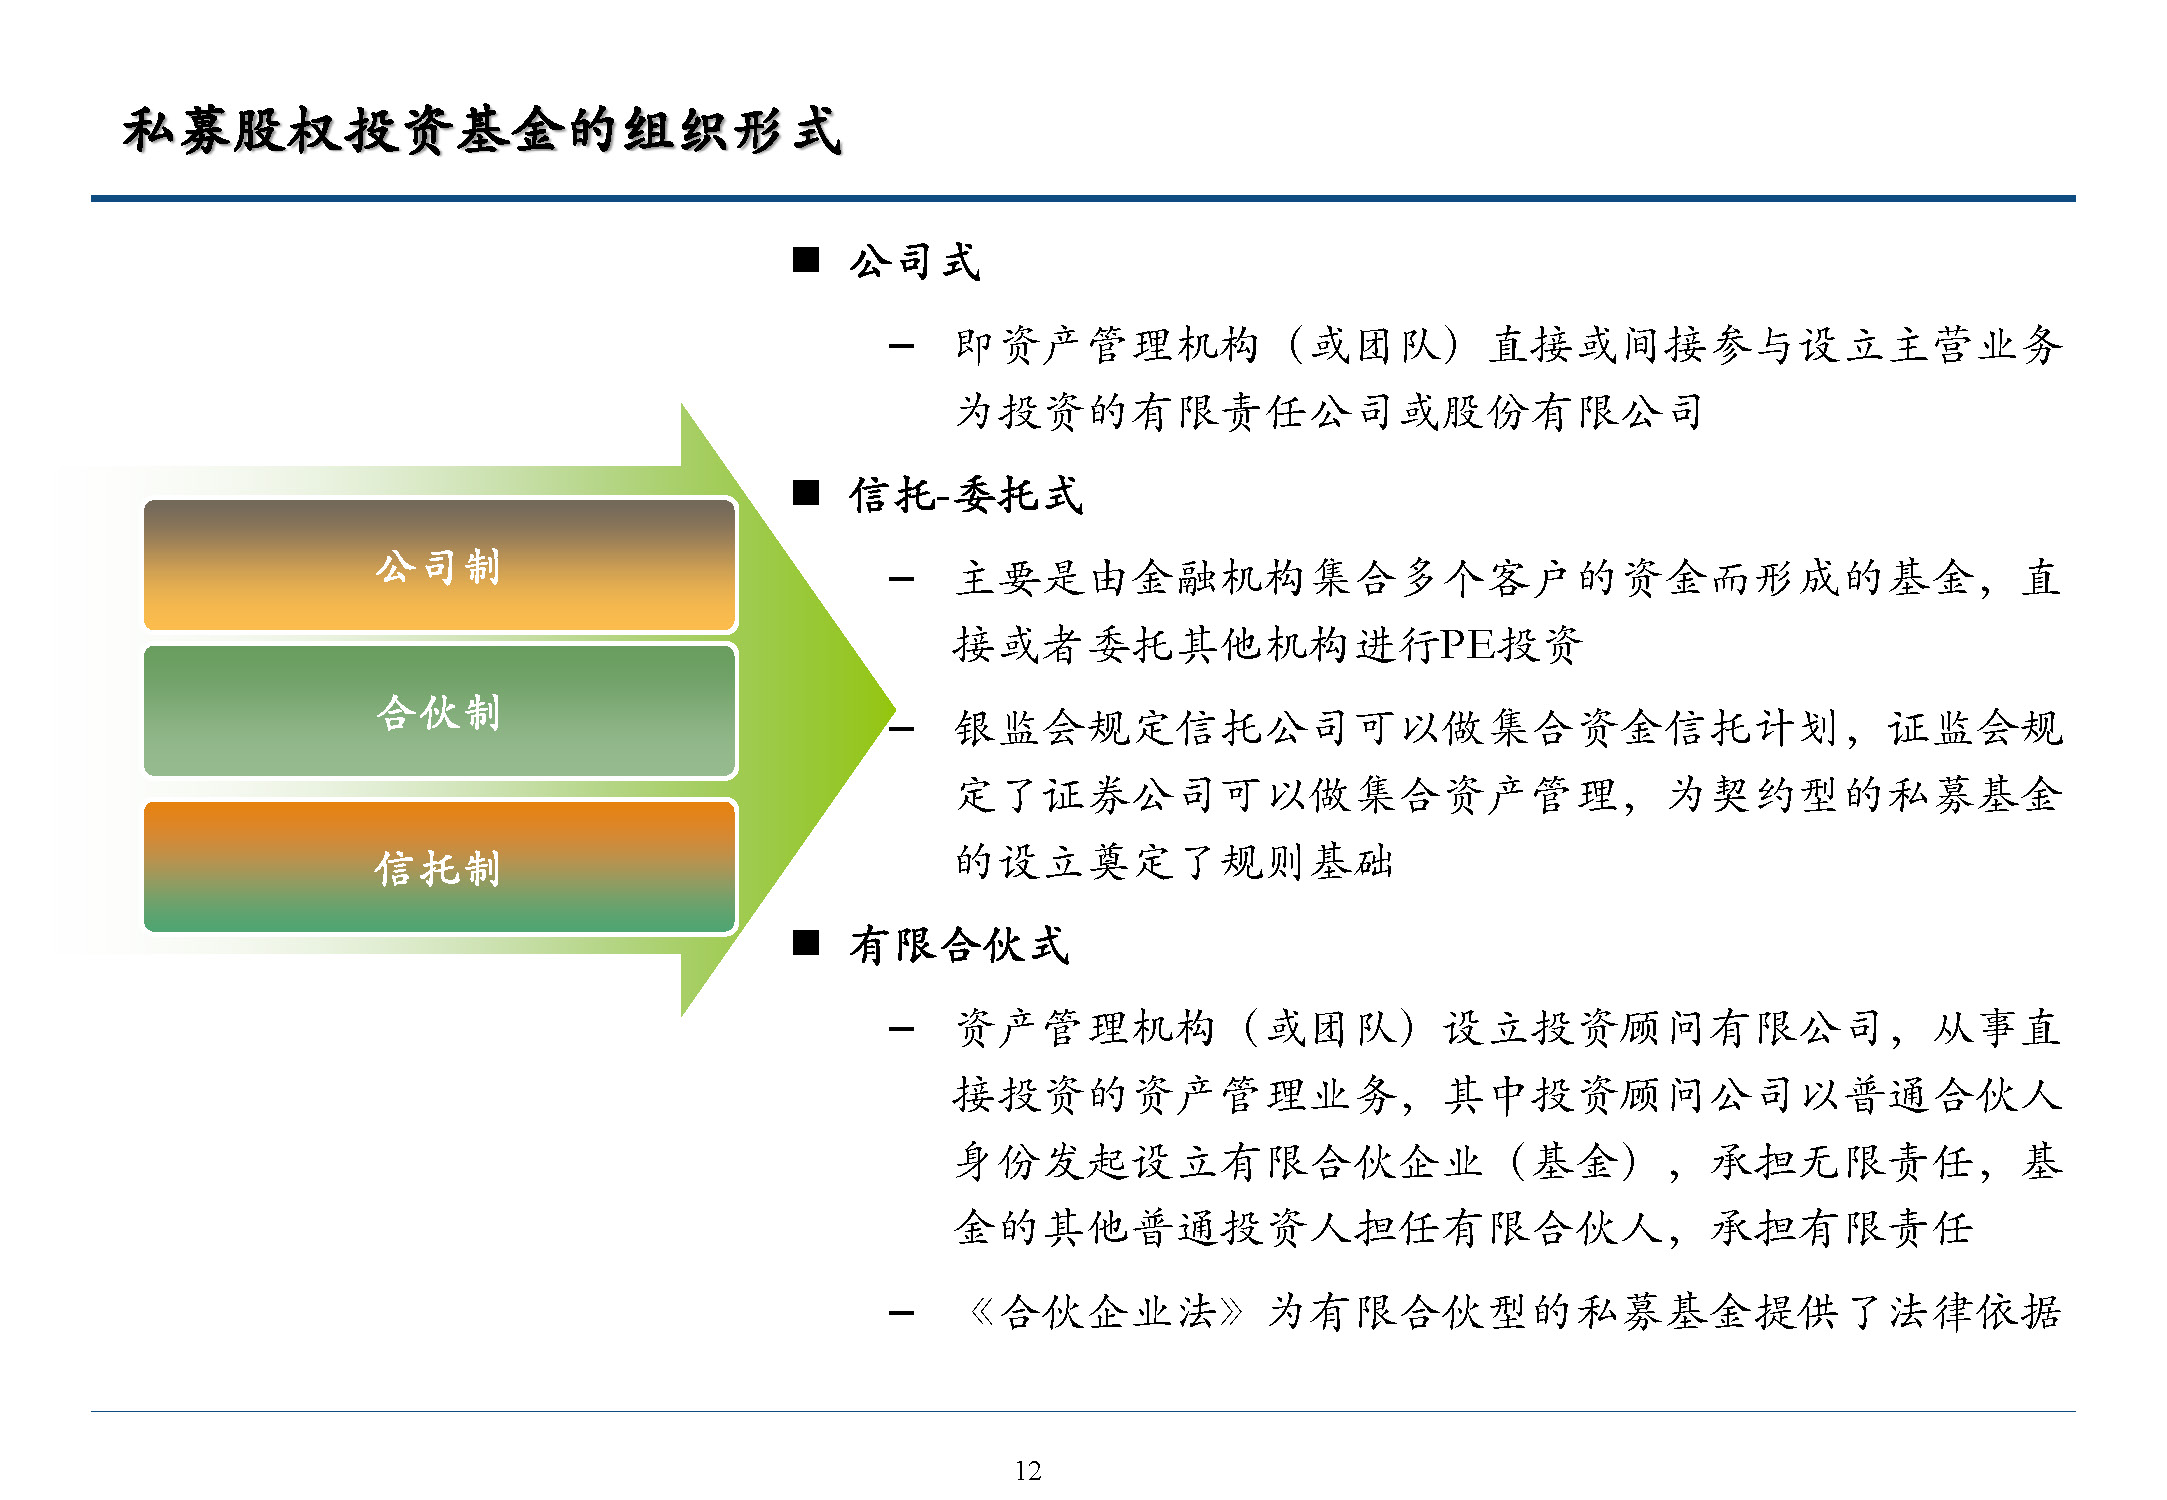 私募股权投资基金的组织形式
公司制
合伙制
信托制
■ 公司式
– 即资产管理机构（或团队）直接或间接参与设立主营业务
为投资的有限责任公司或股份有限公司
■ 信托-委托式
– 主要是由金融机构集合多个客户的资金而形成的基金，直
接或者委托其他机构进行PE投资
– 银监会规定信托公司可以做集合资金信托计划，证监会规
定了证券公司可以做集合资产管理，为契约型的私募基金
的设立奠定了规则基础
■ 有限合伙式
– 资产管理机构（或团队）设立投资顾问有限公司，从事直
接投资的资产管理业务，其中投资顾问公司以普通合伙人
身份发起设立有限合伙企业（基金），承担无限责任，基
金的其他普通投资人担任有限合伙人，承担有限责任
– 《合伙企业法》为有限合伙型的私募基金提供了法律依据
12